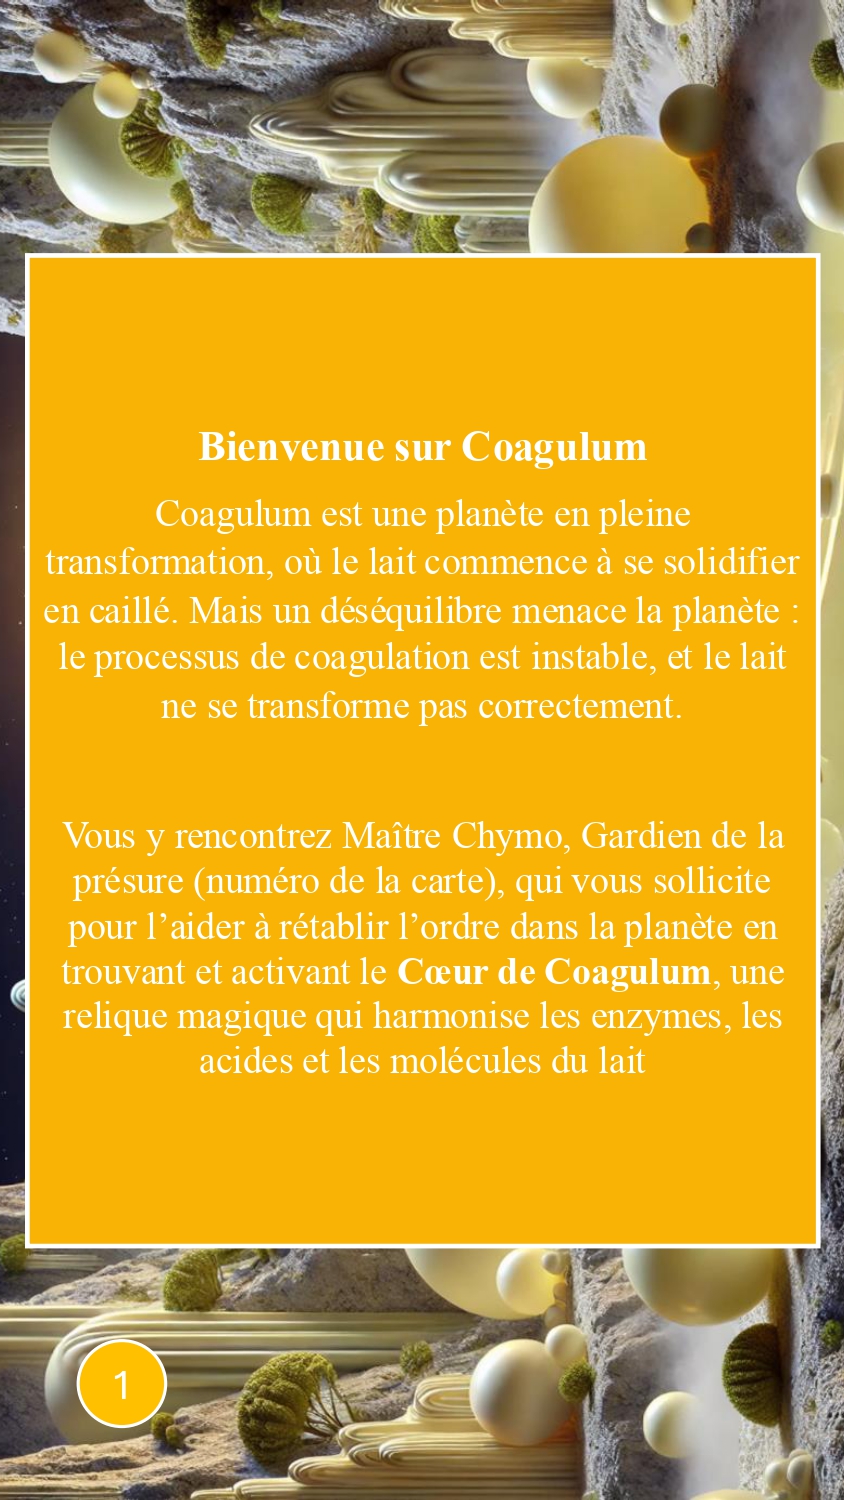 Bienvenue sur Coagulum
Coagulum est une planète en pleine
transformation, où le lait commence à se solidifier
en caillé. Mais un déséquilibre menace la planète :
le processus de coagulation est instable, et le lait
ne se transforme pas correctement.
Vous y rencontrez Maître Chymo, Gardien de la
présure (numéro de la carte), qui vous sollicite
pour l’aider à rétablir l’ordre dans la planète en
trouvant et activant le Cœur de Coagulum, une
relique magique qui harmonise les enzymes, les
acides et les molécules du lait
1